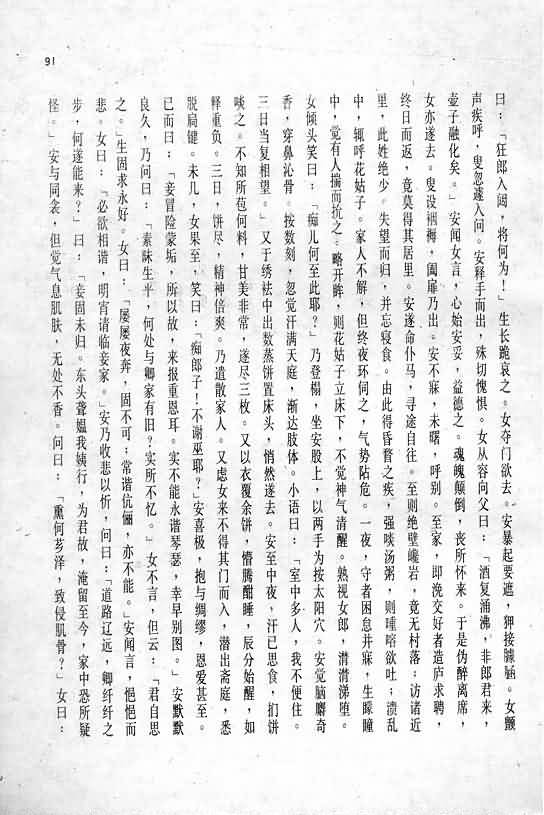 91
曰：「狂郎入闼，将何为！」生长跪哀之。女夺门欲去。安暴起要遮，狎接臄。女颤
声疾呼，叟忽遽入问。安释手而出，殊切愧惧。女从容向父曰：「酒复涌沸，非郎君来，
壶子融化矣。」安闻女言，心始安妥，益德之。魂魄颠倒，丧所怀来。于是伪醉离席，
女亦遂去。叟设裀褥，阖扉乃出。安不寐，未曙，呼别。至家，即浼交好者造庐求聘，
终日而返，竟莫得其居里。安遂命仆马，寻途自往。至则绝壁巉岩，竟无村落；访诸近
里，此姓绝少。失望而归，并忘寝食。由此得昏瞀之疾，强啖汤粥，则欲吐；溃乱
中，辄呼花姑子。家人不解，但终夜环伺之，气势阽危。一夜，守者困怠并寐，生矇瞳
中，觉有人揣而抗之。略开眸，则花姑子立床下，不觉神气清醒。熟视女郎，潸潸涕堕。
女倾头笑曰：「痴儿何至此耶？」乃登榻，坐安股上，以两手为按太阳穴。安觉脑麝奇
香，穿鼻沁骨。按数刻，忽觉汗满天庭，渐达肢体。小语曰：「室中多人，我不便住。
三日当复相望。」又于绣袪中出数蒸饼置床头，悄然遂去。安至中夜，汗已思食，扪饼
啖之。不知所苞何料，甘美非常，遂尽三枚。又以衣覆余饼，懵腾酣睡，辰分始醒，如
释重负。三日，饼尽，精神倍爽。乃遣散家人。又虑女来不得其门而入，潜出斋庭，悉
脱扃键。未几，女果至，笑曰：「痴郎子！不谢巫耶？」安喜极，抱与绸缪，恩爱甚至。
已而曰：「妾冒险蒙垢，所以故，来报重恩耳。实不能永谐琴瑟，幸早别图。」安默默
良久，乃问曰：「素昧生平，何处与卿家有旧？实所不忆。」女不言，但云「君自思
之。」生固求永好。女曰：「屡屡夜奔，固不可；常谐伉俪，亦不能。」安闻言，悒悒而
悲。女曰：「必欲相谐，明宵请临妾家。」安乃收悲以忻，问曰：「道路辽远，卿纤纤之
步，何遂能来？」曰：「妾固未归。东头聋媪我姨行，为君故，淹留至今，家中恐所疑
怪。」安与同衾，但觉气息肌肤，无处不香。问曰：「熏何芗泽，致侵肌骨？」女曰：